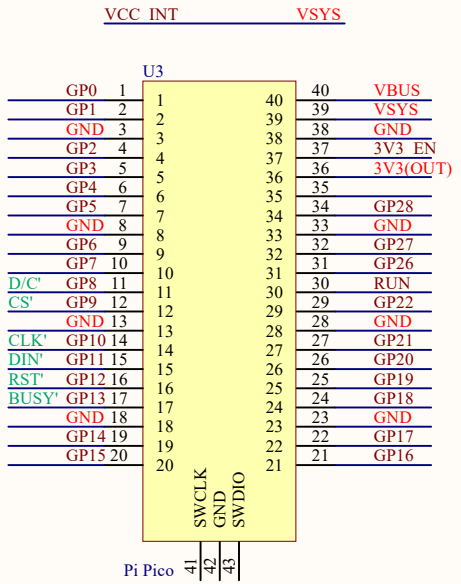 VCC_INT VSYS
U3
GP0 1 1 40 40 VBUS
GP1 2 2 39 39 VSYS
GND 3 3 38 38 GND
GP2 4 4 37 37 3V3_EN
GP3 5 5 36 36 3V3(OUT)
GP4 6 6 35 35
GP5 7 7 34 34 GP28
GND 8 8 33 33 GND
GP6 9 9 32 32 GP27
GP7 10 10 31 31 GP26
D/C' GP8 11 11 30 30 RUN
CS' GP9 12 12 29 29 GP22
GND 13 13 28 28 GND
CLK' GP10 14 14 27 27 GP21
DIN' GP11 15 15 26 26 GP20
RST' GP12 16 16 25 25 GP19
BUSY' GP13 17 17 24 24 GP18
GND 18 18 23 23 GND
GP14 19 19 22 22 GP17
GP15 20 20 21 21 GP16
SWCLK GND SWDIO
Pi Pico 41 42 43